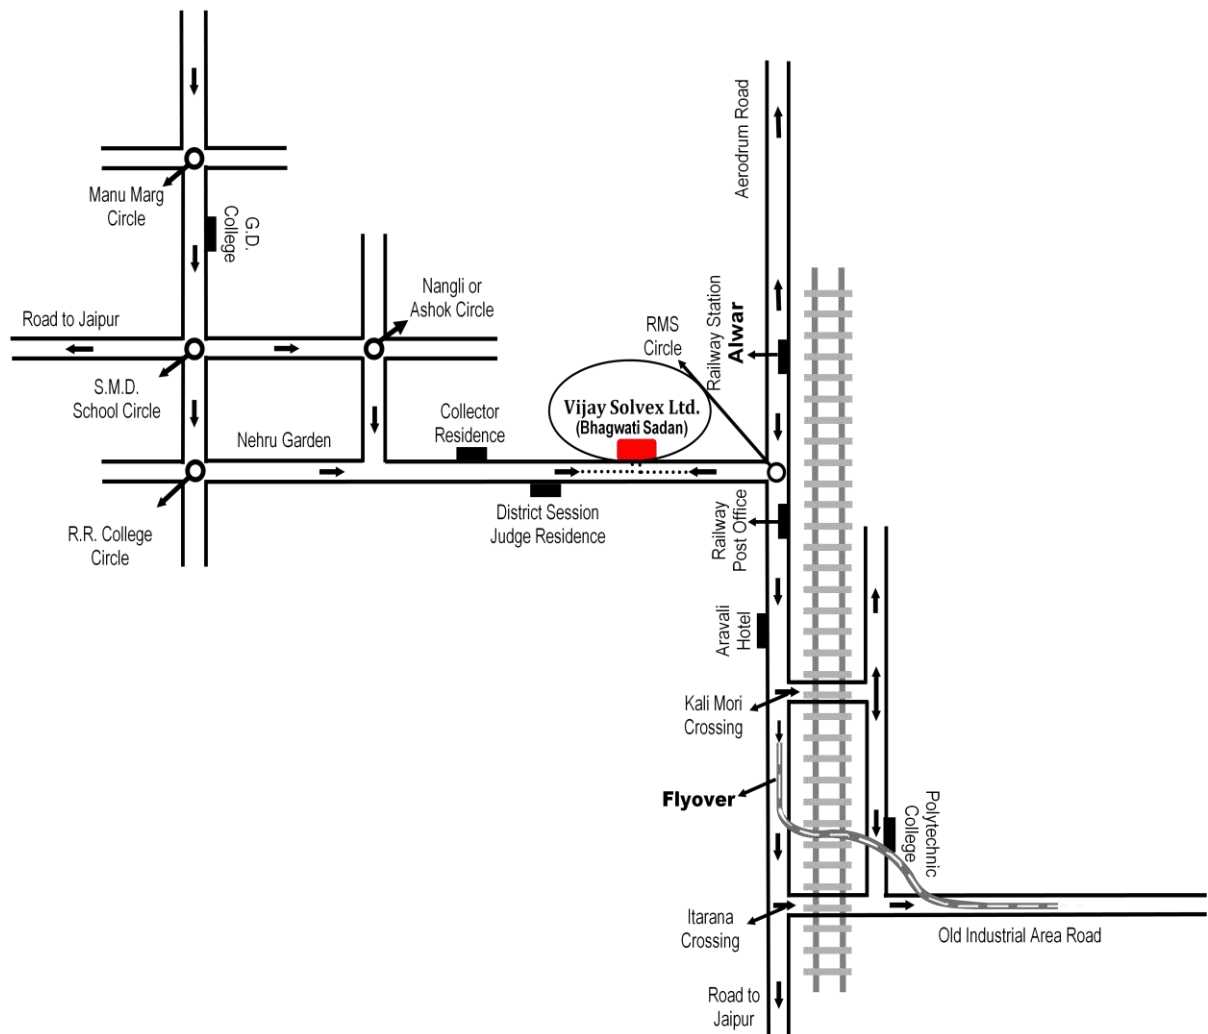 Aerodrum Road
Manu Marg
Circle
G.D.
College
Nangli or
Ashok Circle
Road to Jaipur
RMS
Circle
Railway Station
Alwar
S.M.D.
School Circle
Vijay Solvex Ltd.
(Bhagwati Sadan)
Collector
Residence
Nehru Garden
District Session
Judge Residence
R.R. College
Circle
Railway
Post Office
Aravali
Hotel
Kali Mori
Crossing
Flyover
Polytechnic
College
Itarana
Crossing
Old Industrial Area Road
Road to
Jaipur